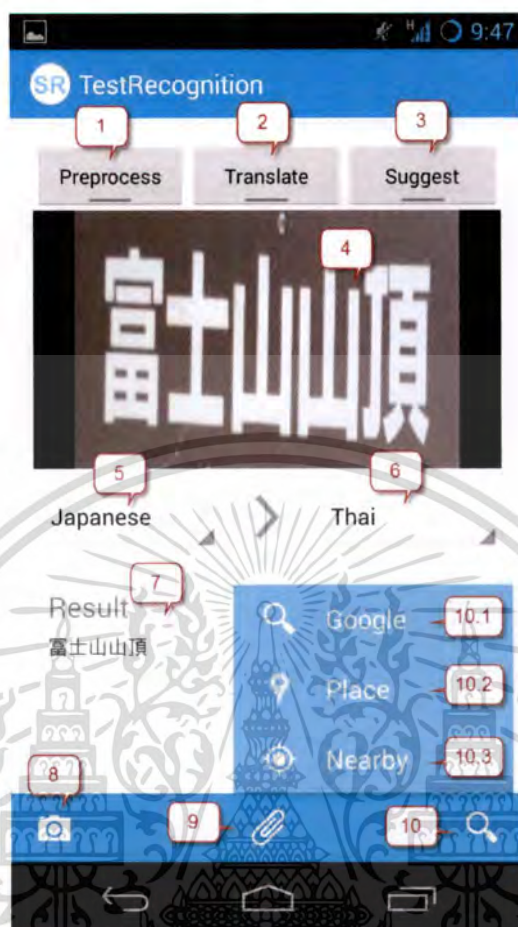 H 9:47
SR TestRecognition
1 2 3
Preprocess Translate Suggest
4
富士山山頂
5 6
Japanese Thai
7
Result
富士山山頂
Google 10.1
Place 10.2
Nearby 10.3
8 9 10